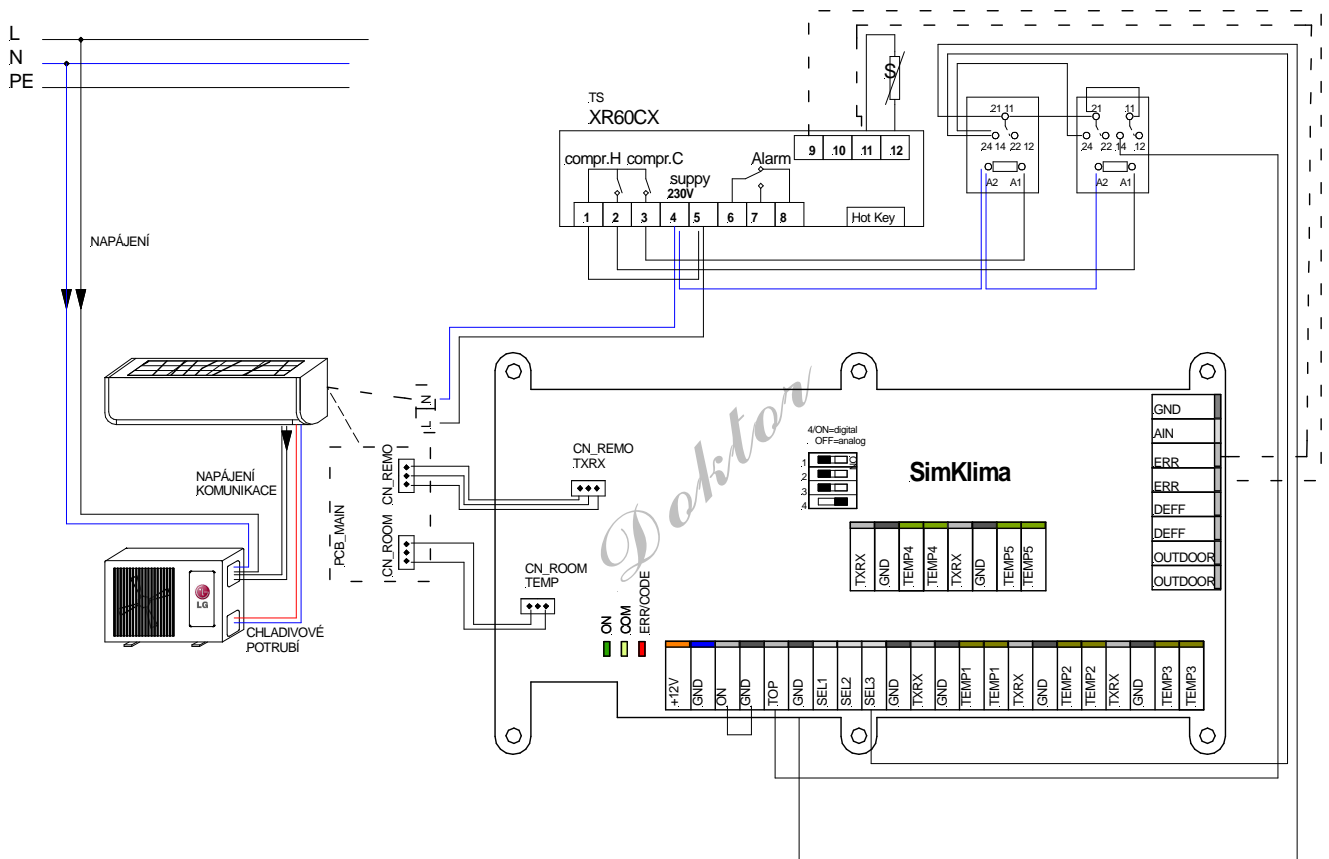 L
N
PE
TS
XR60CX
compr.H compr.C
suppy
230V
Alarm
9 10 11 12
1 2 3 4 5 6 7 8
Hot Key
S
21 11
24 14 22 12
A2 A1
21 11
24 22 14 12
A2 A1
NAPÁJENÍ
N
L
NAPÁJENÍ
KOMUNIKACE
PCB_MAIN
CN_REMO
CN_ROOM
CN_REMO
TXRX
CN_ROOM
TEMP
LG
CHLADIVOVÉ
POTRUBÍ
Doktor
4/ON=digital
OFF=analog
1
2
3
4
SimKlima
GND
AIN
ERR
ERR
DEFF
DEFF
OUTDOOR
OUTDOOR
TXRX GND TEMP4 TEMP4 TXRX GND TEMP5 TEMP5
ON
COM
ERR/CODE
+12V GND ON GND TOP GND SEL1 SEL2 SEL3 GND TXRX GND TEMP1 TEMP1 TXRX GND TEMP2 TEMP2 TXRX GND TEMP3 TEMP3